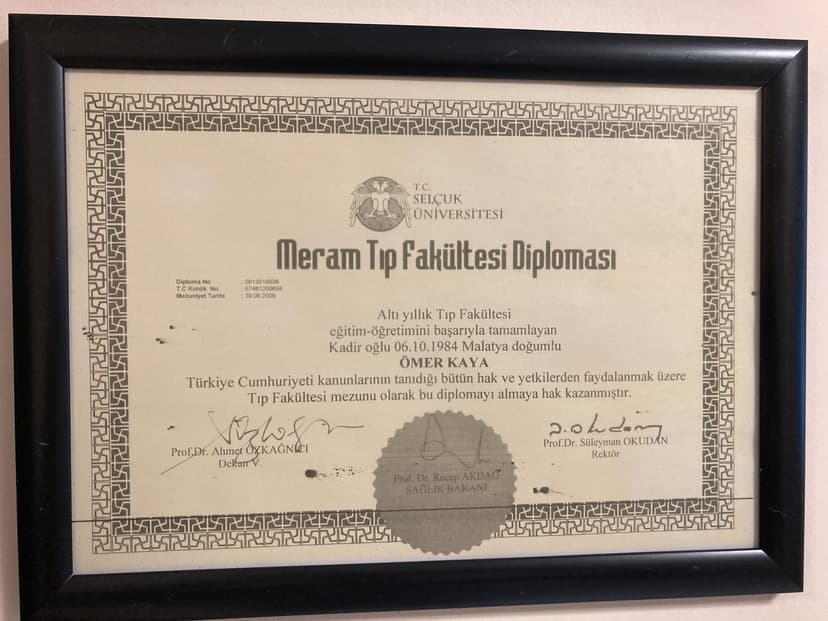 T.C.
SELÇUK
ÜNİVERSİTESİ
Meram Tıp Fakültesi Diploması
Diploma No :
T.C Kimlik No :
Mezuniyet Tarihi : 30.06.2008
Altı yıllık Tıp Fakültesi
eğitim-öğretimini başarıyla tamamlayan
Kadir oğlu 06.10.1984 Malatya doğumlu
ÖMER KAYA
Türkiye Cumhuriyeti kanunlarının tanıdığı bütün hak ve yetkilerden faydalanmak üzere
Tıp Fakültesi mezunu olarak bu diplomayı almaya hak kazanmıştır.
Prof.Dr. Ahmet ÖZKAĞNICI
Dekan V.
Prof. Dr. Recep AKDAĞ
SAĞLIK BAKANI
Prof.Dr. Süleyman OKUDAN
Rektör